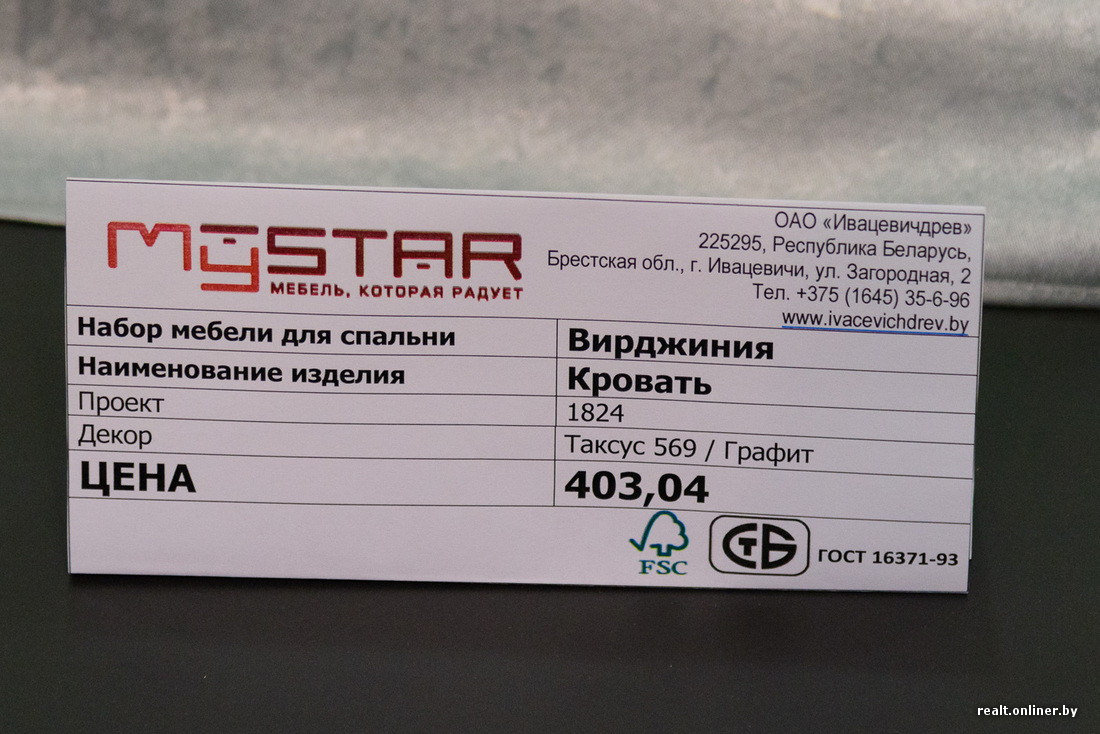 MYSTAR
МЕБЕЛЬ, КОТОРАЯ РАДУЕТ
ОАО «Ивацевичдрев»
225295, Республика Беларусь,
Брестская обл., г. Ивацевичи, ул. Загородная, 2
Тел. +375 (1645) 35-6-96
www.ivacevichdrev.by
Набор мебели для спальни Вирджиния
Наименование изделия Кровать
Проект 1824
Декор Таксус 569 / Графит
ЦЕНА 403,04
FSC СТБ ГОСТ 16371-93
realt.onliner.by